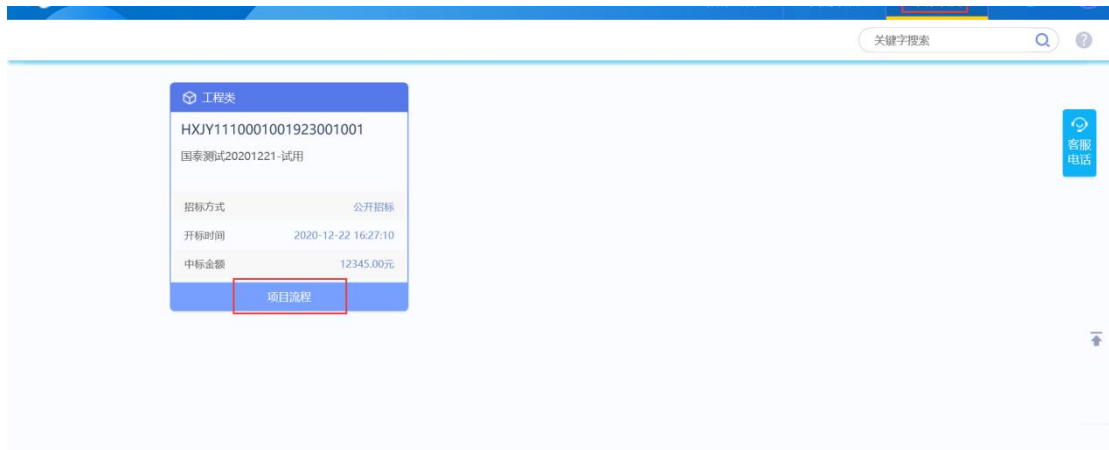 关键字搜索
?
工程类
HXJY1110001001923001001
国泰测试20201221-试用
客服
电话
招标方式 公开招标
开标时间 2020-12-22 16:27:10
中标金额 12345.00元
项目流程